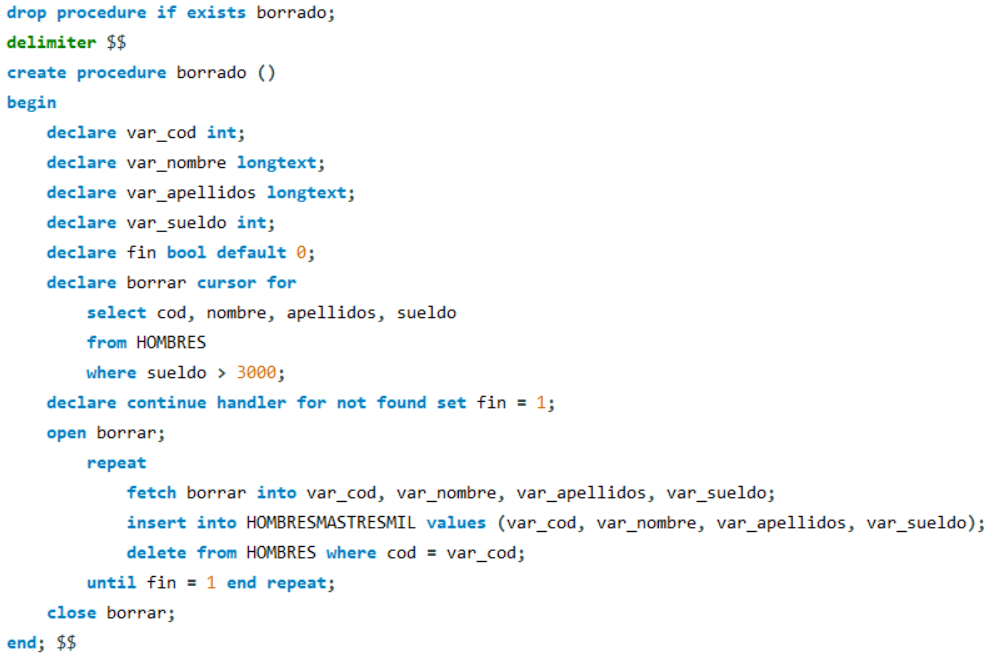 drop procedure if exists borrado;
delimiter $$
create procedure borrado ()
begin
    declare var_cod int;
    declare var_nombre longtext;
    declare var_apellidos longtext;
    declare var_sueldo int;
    declare fin bool default 0;
    declare borrar cursor for
        select cod, nombre, apellidos, sueldo
        from HOMBRES
        where sueldo > 3000;
    declare continue handler for not found set fin = 1;
    open borrar;
        repeat
            fetch borrar into var_cod, var_nombre, var_apellidos, var_sueldo;
            insert into HOMBRESMASTRESMIL values (var_cod, var_nombre, var_apellidos, var_sueldo);
            delete from HOMBRES where cod = var_cod;
        until fin = 1 end repeat;
    close borrar;
end; $$